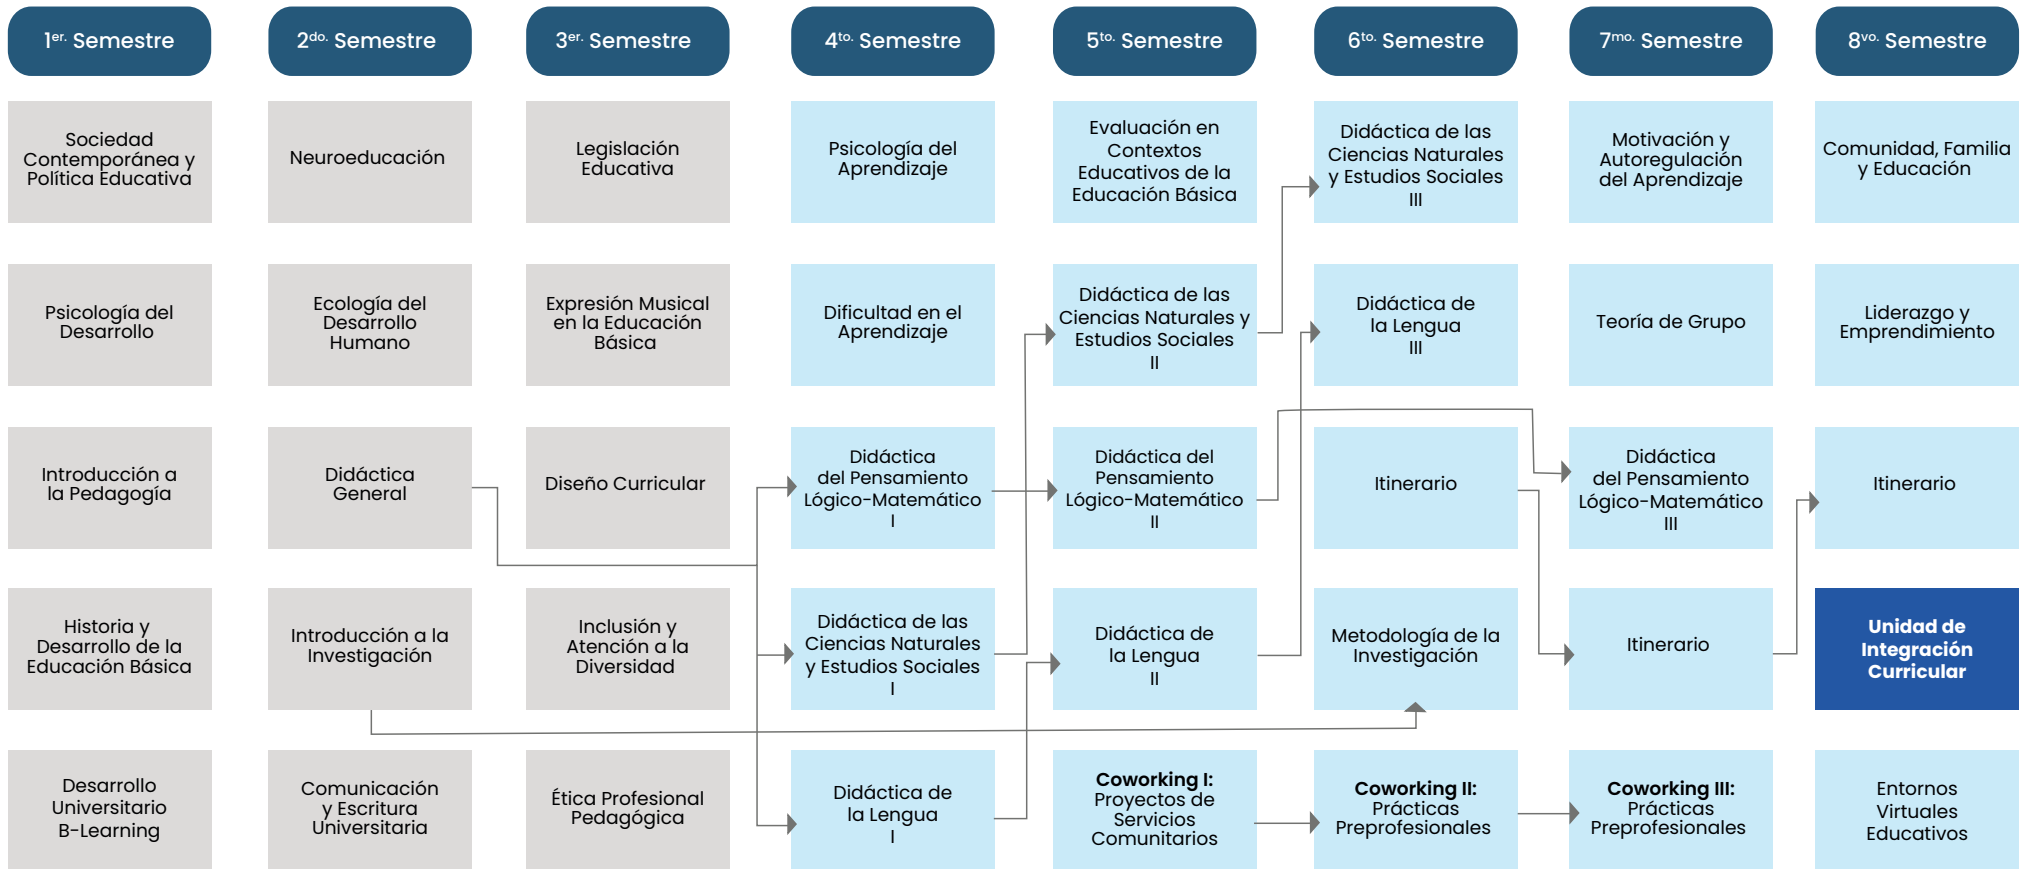 1er. Semestre
2do. Semestre
3er. Semestre
4to. Semestre
5to. Semestre
6to. Semestre
7mo. Semestre
8vo. Semestre
Sociedad
Contemporánea y
Política Educativa
Neuroeducación
Legislación
Educativa
Psicología del
Aprendizaje
Evaluación en
Contextos
Educativos de la
Educación Básica
Didáctica de las
Ciencias Naturales
y Estudios Sociales
III
Motivación y
Autoregulación
del Aprendizaje
Comunidad, Familia
y Educación
Psicología del
Desarrollo
Ecología del
Desarrollo
Humano
Expresión Musical
en la Educación
Básica
Dificultad en el
Aprendizaje
Didáctica de las
Ciencias Naturales y
Estudios Sociales
II
Didáctica de
la Lengua
III
Teoría de Grupo
Liderazgo y
Emprendimiento
Introducción a
la Pedagogía
Didáctica
General
Diseño Curricular
Didáctica
del Pensamiento
Lógico-Matemático
I
Didáctica del
Pensamiento
Lógico-Matemático
II
Itinerario
Didáctica
del Pensamiento
Lógico-Matemático
III
Itinerario
Historia y
Desarrollo de la
Educación Básica
Introducción a la
Investigación
Inclusión y
Atención a la
Diversidad
Didáctica de las
Ciencias Naturales
y Estudios Sociales
I
Didáctica de
la Lengua
II
Metodología de la
Investigación
Itinerario
Unidad de
Integración
Curricular
Desarrollo
Universitario
B-Learning
Comunicación
y Escritura
Universitaria
Ética Profesional
Pedagógica
Didáctica de
la Lengua
I
Coworking I:
Proyectos de
Servicios
Comunitarios
Coworking II:
Prácticas
Preprofesionales
Coworking III:
Prácticas
Preprofesionales
Entornos
Virtuales
Educativos